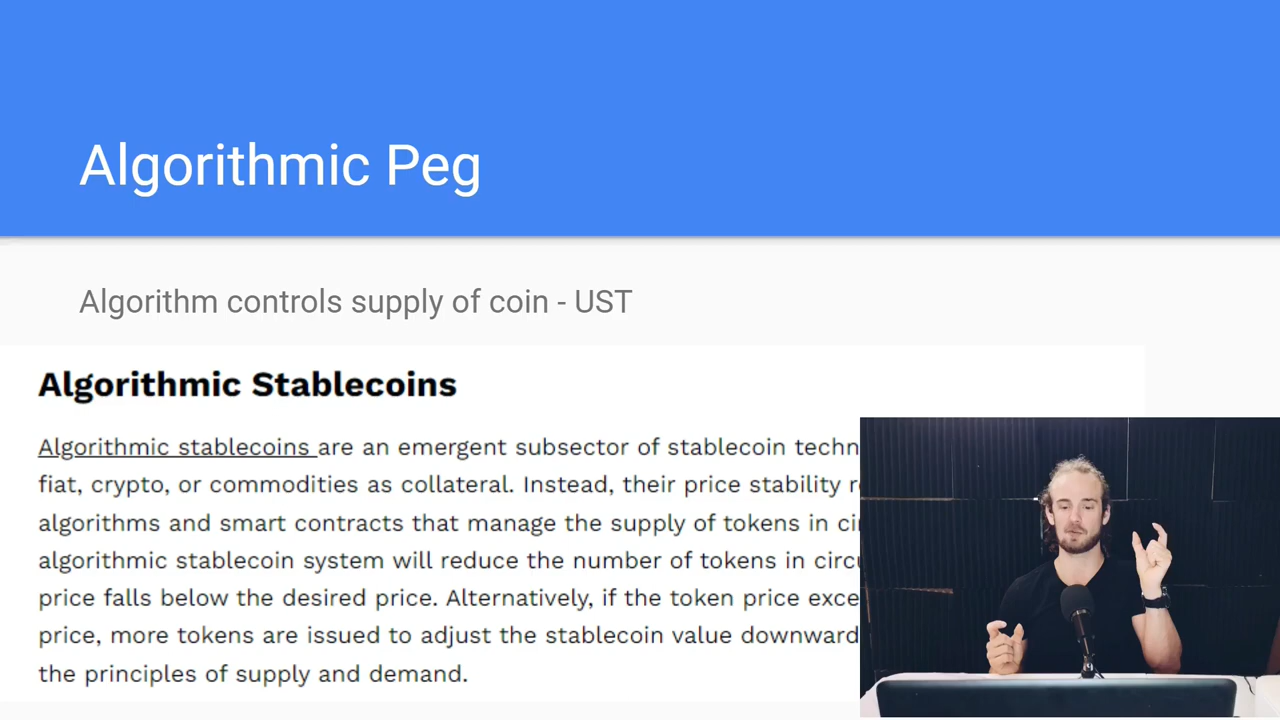 Algorithmic Peg
Algorithm controls supply of coin - UST
Algorithmic Stablecoins
Algorithmic stablecoins are an emergent subsector of stablecoin techn
fiat, crypto, or commodities as collateral. Instead, their price stability r
algorithms and smart contracts that manage the supply of tokens in ci
algorithmic stablecoin system will reduce the number of tokens in circ
price falls below the desired price. Alternatively, if the token price exce
price, more tokens are issued to adjust the stablecoin value downward
the principles of supply and demand.